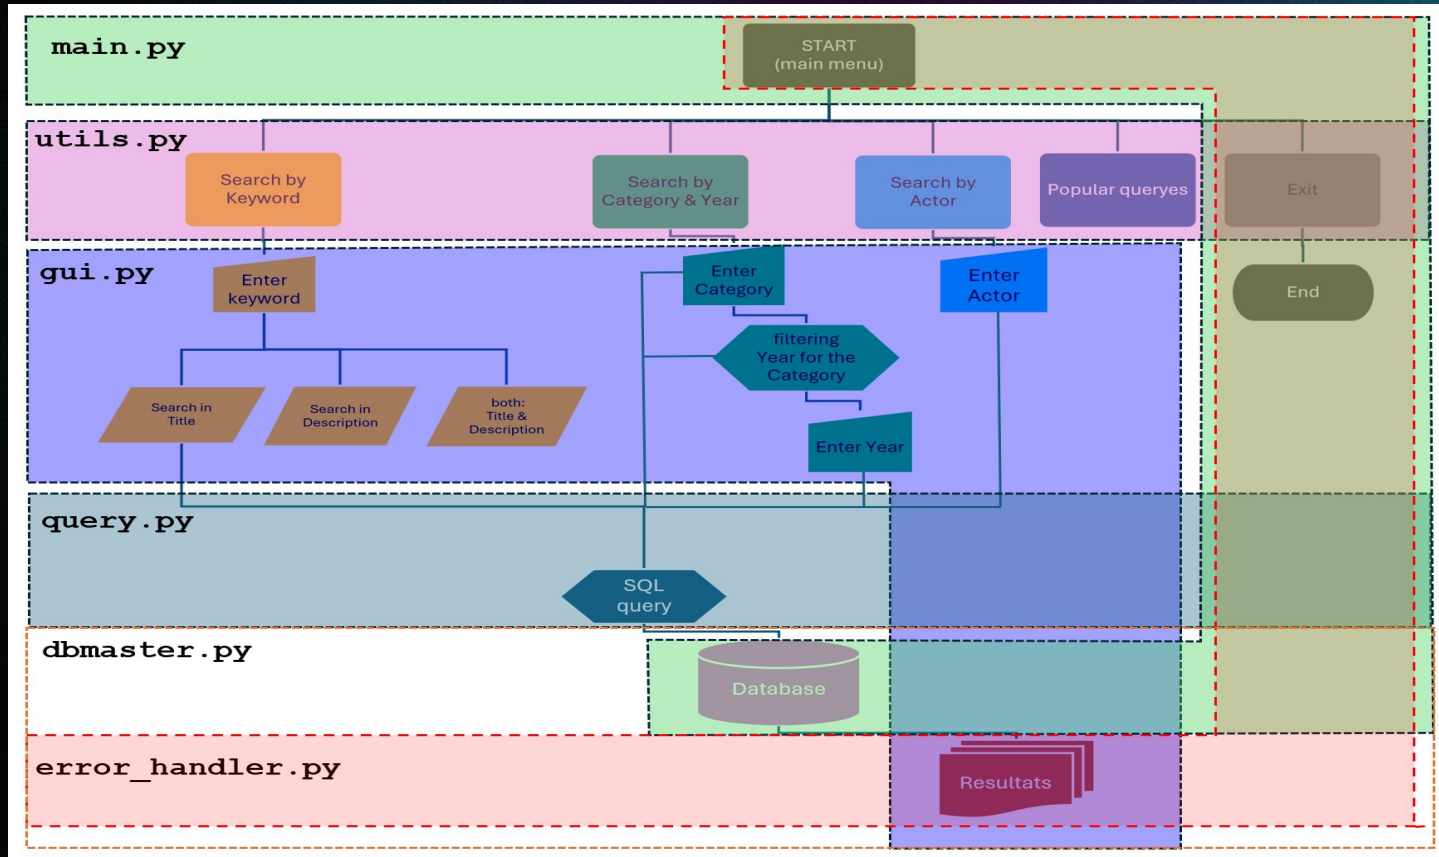 main.py
START
(main menu)
utils.py
Search by
Keyword
Search by
Category & Year
Search by
Actor
Popular queryes
Exit
gui.py
Enter
keyword
Enter
Category
Enter
Actor
End
filtering
Year for the
Category
Search in
Title
Search in
Description
both:
Title &
Description
Enter Year
query.py
SQL
query
dbmaster.py
Database
error_handler.py
Resultats